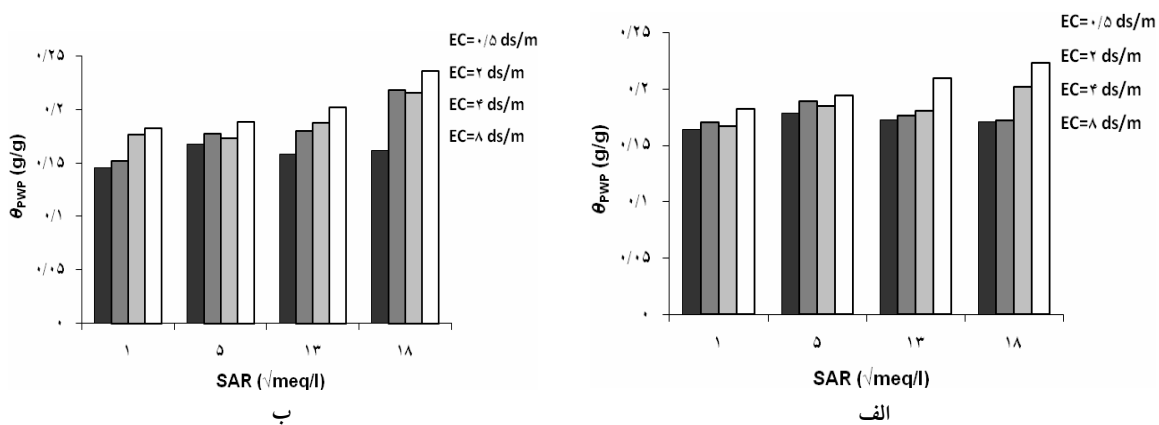 EC=۰/۵ ds/m
EC=۲ ds/m
EC=۴ ds/m
EC=۸ ds/m
۰/۲۵
۰/۲
۰/۱۵
۰/۱
۰/۰۵
۰
θPWP (g/g)
۱ ۵ ۱۳ ۱۸
SAR (√meq/l)
الف
EC=۰/۵ ds/m
EC=۲ ds/m
EC=۴ ds/m
EC=۸ ds/m
۰/۲۵
۰/۲
۰/۱۵
۰/۱
۰/۰۵
۰
θPWP (g/g)
۱ ۵ ۱۳ ۱۸
SAR (√meq/l)
ب